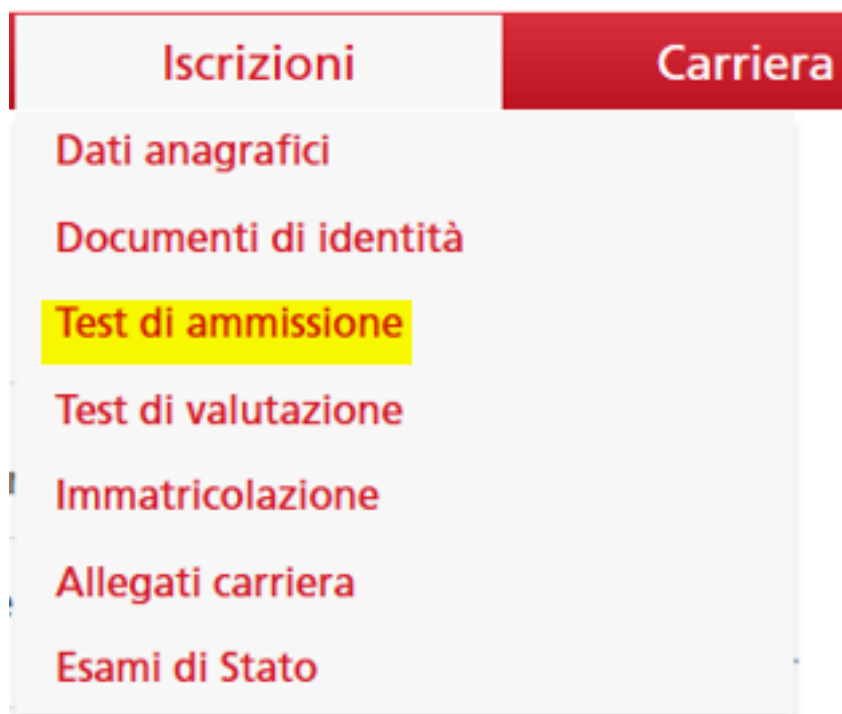 Iscrizioni Carriera
Dati anagrafici
Documenti di identità
Test di ammissione
Test di valutazione
Immatricolazione
Allegati carriera
Esami di Stato